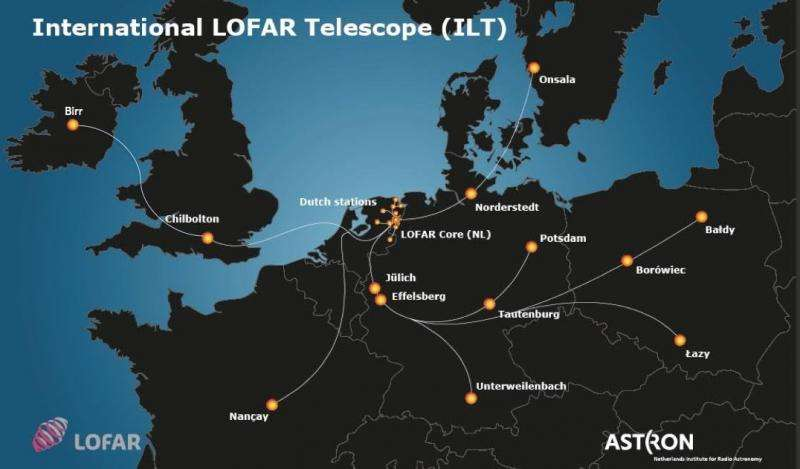 International LOFAR Telescope (ILT)
Onsala
Birr
Dutch stations
Norderstedt
Chilbolton
LOFAR Core (NL)
Potsdam
Bałdy
Borówiec
Jülich
Effelsberg
Tautenburg
Łazy
Unterweilenbach
Nançay
LOFAR
ASTRON
Netherlands Institute for Radio Astronomy